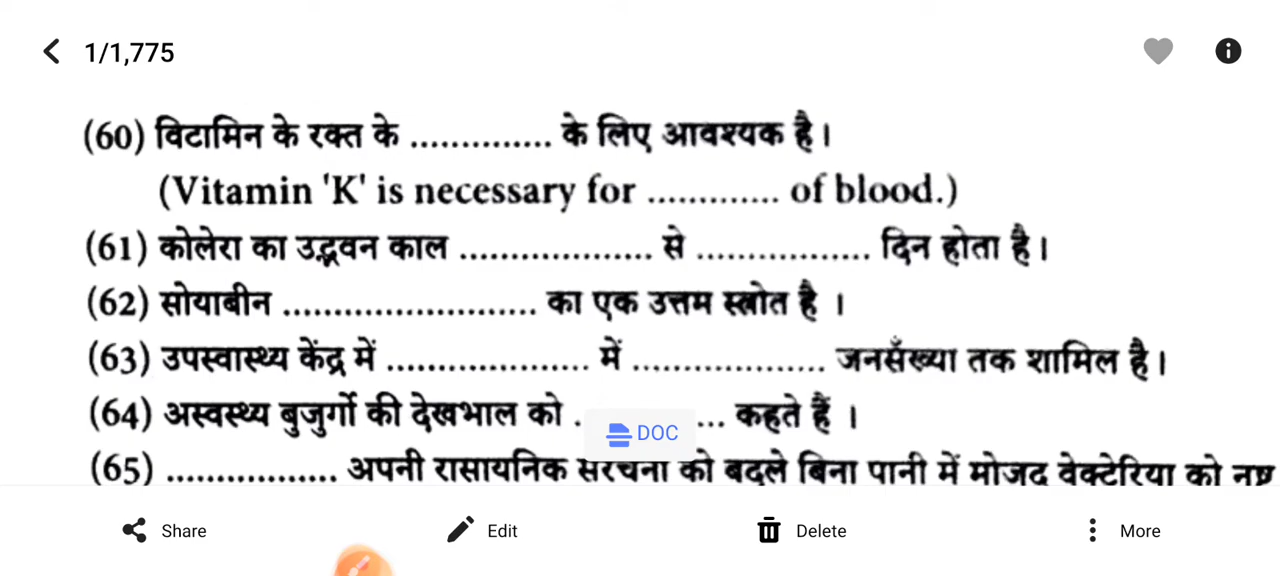 1/1,775
(60) विटामिन के रक्त के .............. के लिए आवश्यक है।
(Vitamin 'K' is necessary for ............. of blood.)
(61) कोलेरा का उद्भवन काल ................... से ................. दिन होता है।
(62) सोयाबीन ......................... का एक उत्तम स्त्रोत है ।
(63) उपस्वास्थ्य केंद्र में .................... में ................... जनसँख्या तक शामिल है।
(64) अस्वस्थ्य बुजुर्गो की देखभाल को . ... कहते हैं ।
DOC
(65) ................. अपनी रासायनिक संरचना को बदले बिना पानी में मोजद वेक्टेरिया को नष्ट
Share Edit Delete More